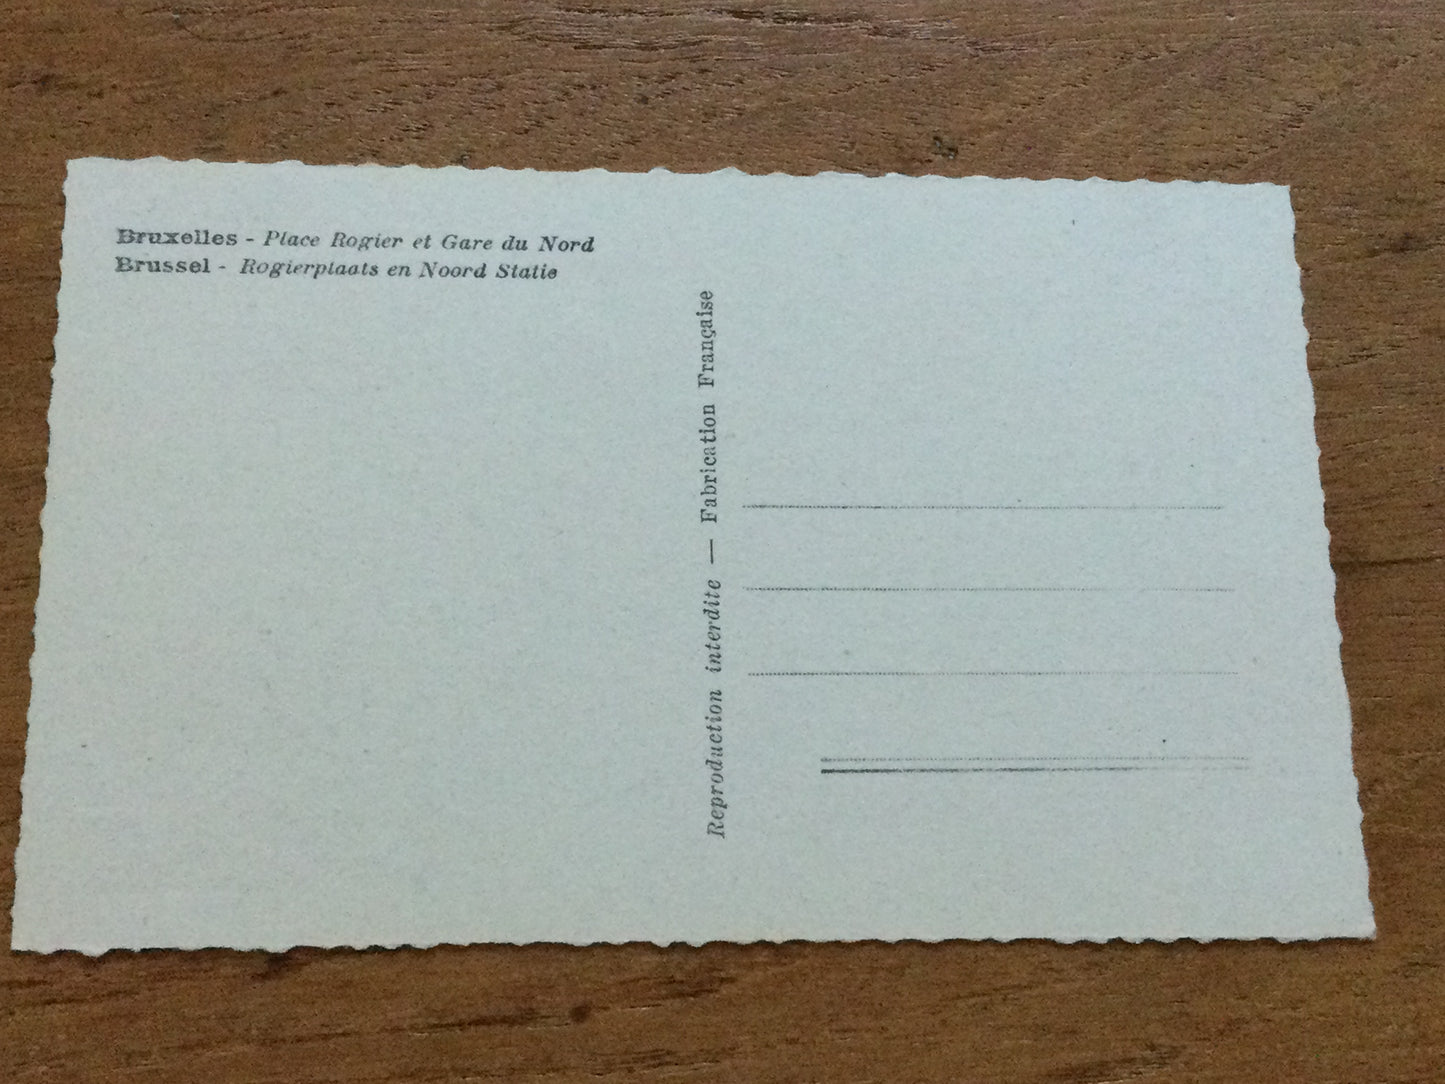 Bruxelles - Place Rogier et Gare du Nord
Brussel - Rogierplaats en Noord Statie
Reproduction interdite — Fabrication Française